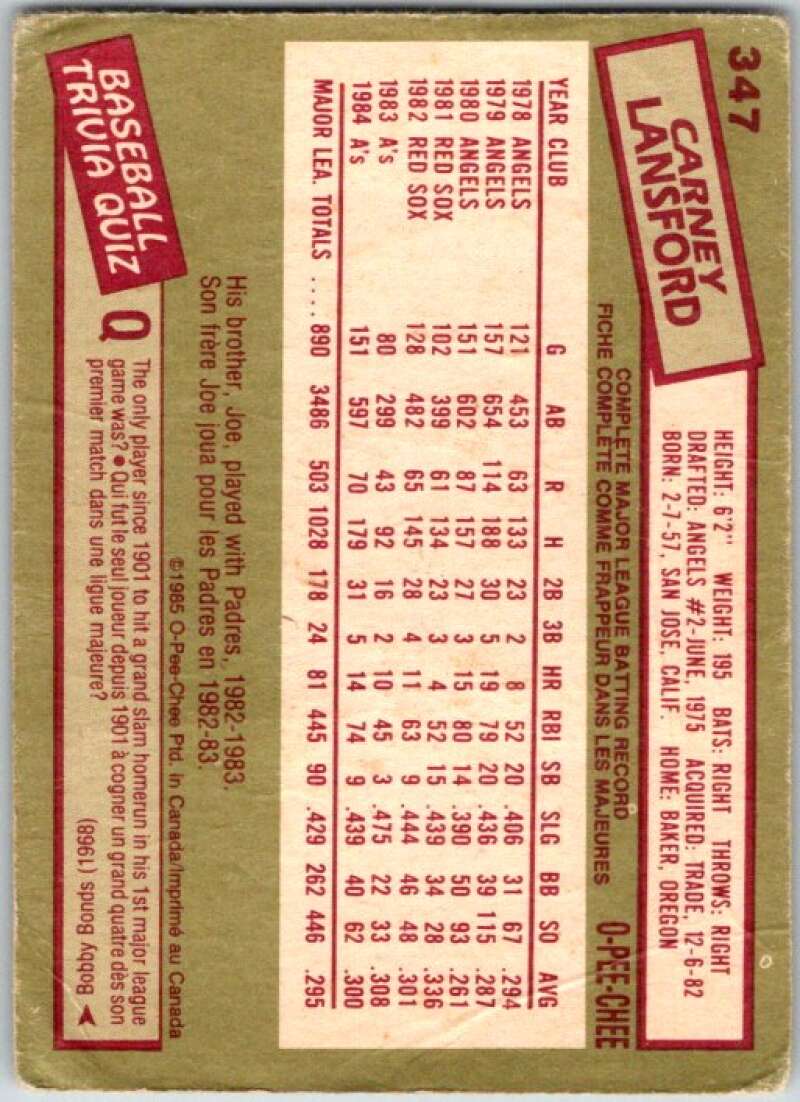 347
CARNEY
LANSFORD
HEIGHT: 6'2" WEIGHT: 195 BATS: RIGHT THROWS: RIGHT
DRAFTED: ANGELS #2-JUNE, 1975 ACQUIRED: TRADE, 12-6-82
BORN: 2-7-57, SAN JOSE, CALIF. HOME: BAKER, OREGON
COMPLETE MAJOR LEAGUE BATTING RECORD
FICHE COMPLÈTE COMME FRAPPEUR DANS LES MAJEURES
O-PEE-CHEE
YEAR CLUB G AB R H 2B 3B HR RBI SB SLG BB SO AVG
1978 ANGELS 121 453 63 133 23 2 8 52 20 .406 31 67 .294
1979 ANGELS 157 654 114 188 30 5 19 79 20 .436 39 115 .287
1980 ANGELS 151 602 87 157 27 3 15 80 14 .390 50 93 .261
1981 RED SOX 102 399 61 134 23 3 4 52 15 .439 34 28 .336
1982 RED SOX 128 482 65 145 28 4 11 63 9 .444 46 48 .301
1983 A's 80 299 43 92 16 2 10 45 3 .475 22 33 .308
1984 A's 151 597 70 179 31 5 14 74 9 .439 40 62 .300
MAJOR LEA. TOTALS ..... 890 3486 503 1028 178 24 81 445 90 .429 262 446 .295
His brother, Joe, played with Padres, 1982-1983.
Son frère Joe joua pour les Padres en 1982-83.
©1985 O-Pee-Chee Ptd. in Canada/Imprimé au Canada
BASEBALL
TRIVIA QUIZ
Q
The only player since 1901 to hit a grand slam homerun in his 1st major league
game was? ● Qui fut le seul joueur depuis 1901 à cogner un grand quatre dès son
premier match dans une ligue majeure?
Bobby Bonds (1968)